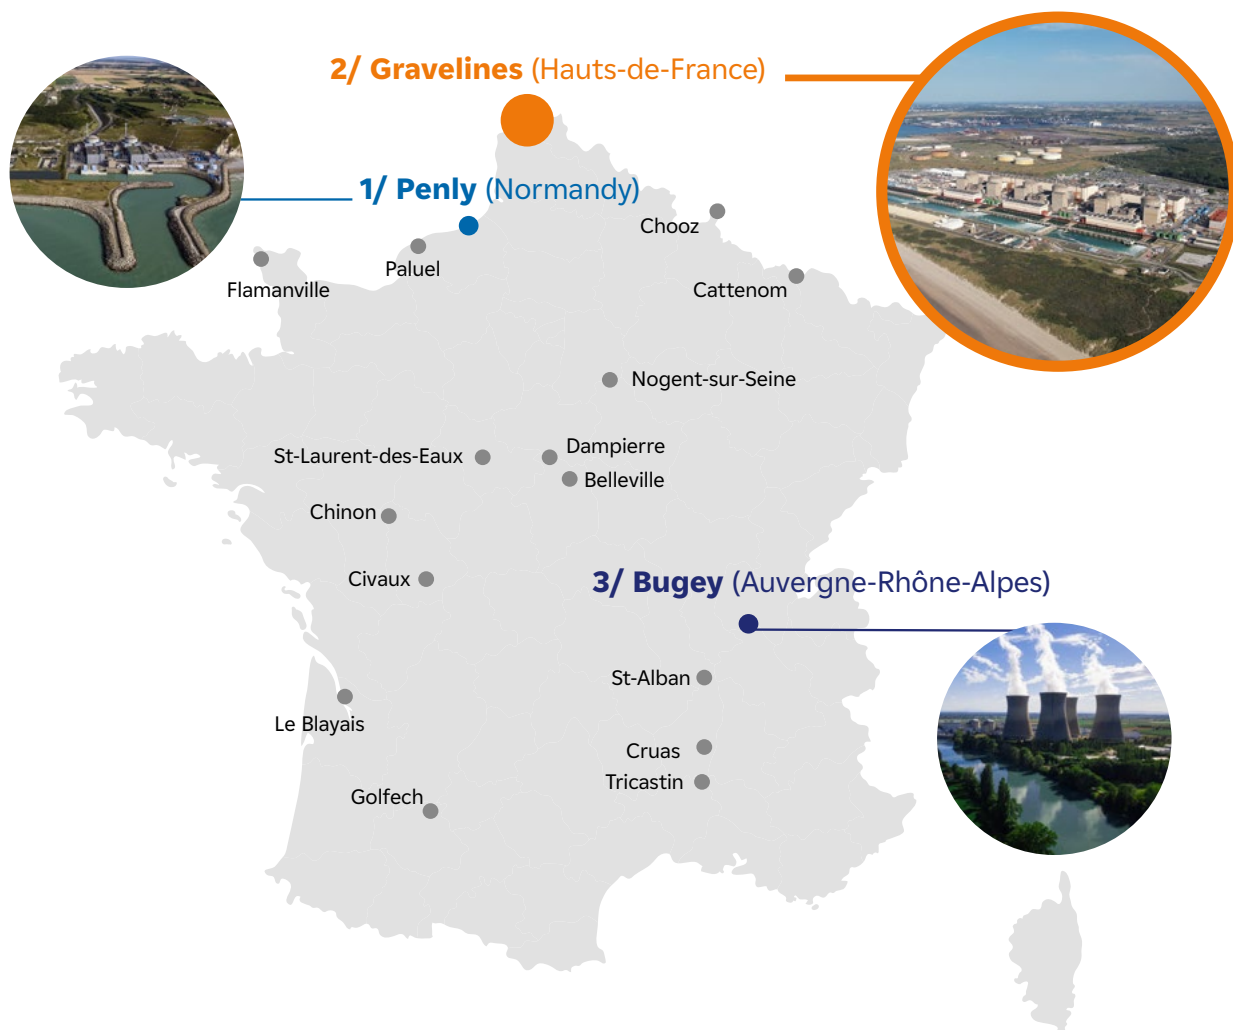 2/ Gravelines (Hauts-de-France)
1/ Penly (Normandy)
Chooz
Paluel
Flamanville
Cattenom
Nogent-sur-Seine
Dampierre
St-Laurent-des-Eaux
Belleville
Chinon
Civaux
3/ Bugey (Auvergne-Rhône-Alpes)
St-Alban
Le Blayais
Cruas
Tricastin
Golfech